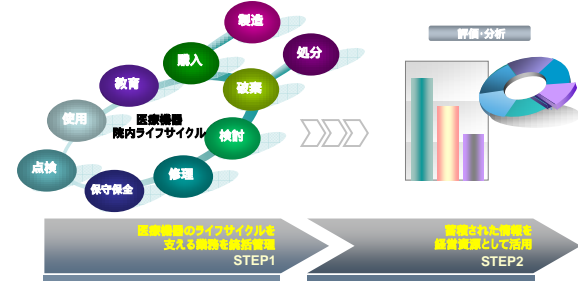 製造
処分
購入
破棄
教育
使用
医療機器
院内ライフサイクル
検討
点検
修理
保守保全
評価・分析
医療機器のライフサイクルを
支える業務を統括管理
STEP1
蓄積された情報を
経営資源として活用
STEP2